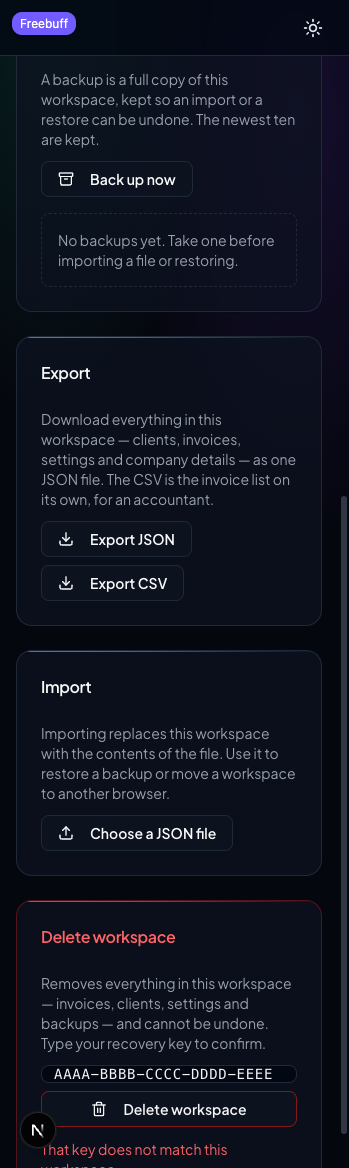 Freebuff
A backup is a full copy of this
workspace, kept so an import or a
restore can be undone. The newest ten
are kept.
Back up now
No backups yet. Take one before
importing a file or restoring.
Export
Download everything in this
workspace — clients, invoices,
settings and company details — as one
JSON file. The CSV is the invoice list on
its own, for an accountant.
Export JSON
Export CSV
Import
Importing replaces this workspace
with the contents of the file. Use it to
restore a backup or move a workspace
to another browser.
Choose a JSON file
Delete workspace
Removes everything in this workspace
— invoices, clients, settings and
backups — and cannot be undone.
Type your recovery key to confirm.
AAAA-BBBB-CCCC-DDDD-EEEE
Delete workspace
N
That key does not match this
workspace.